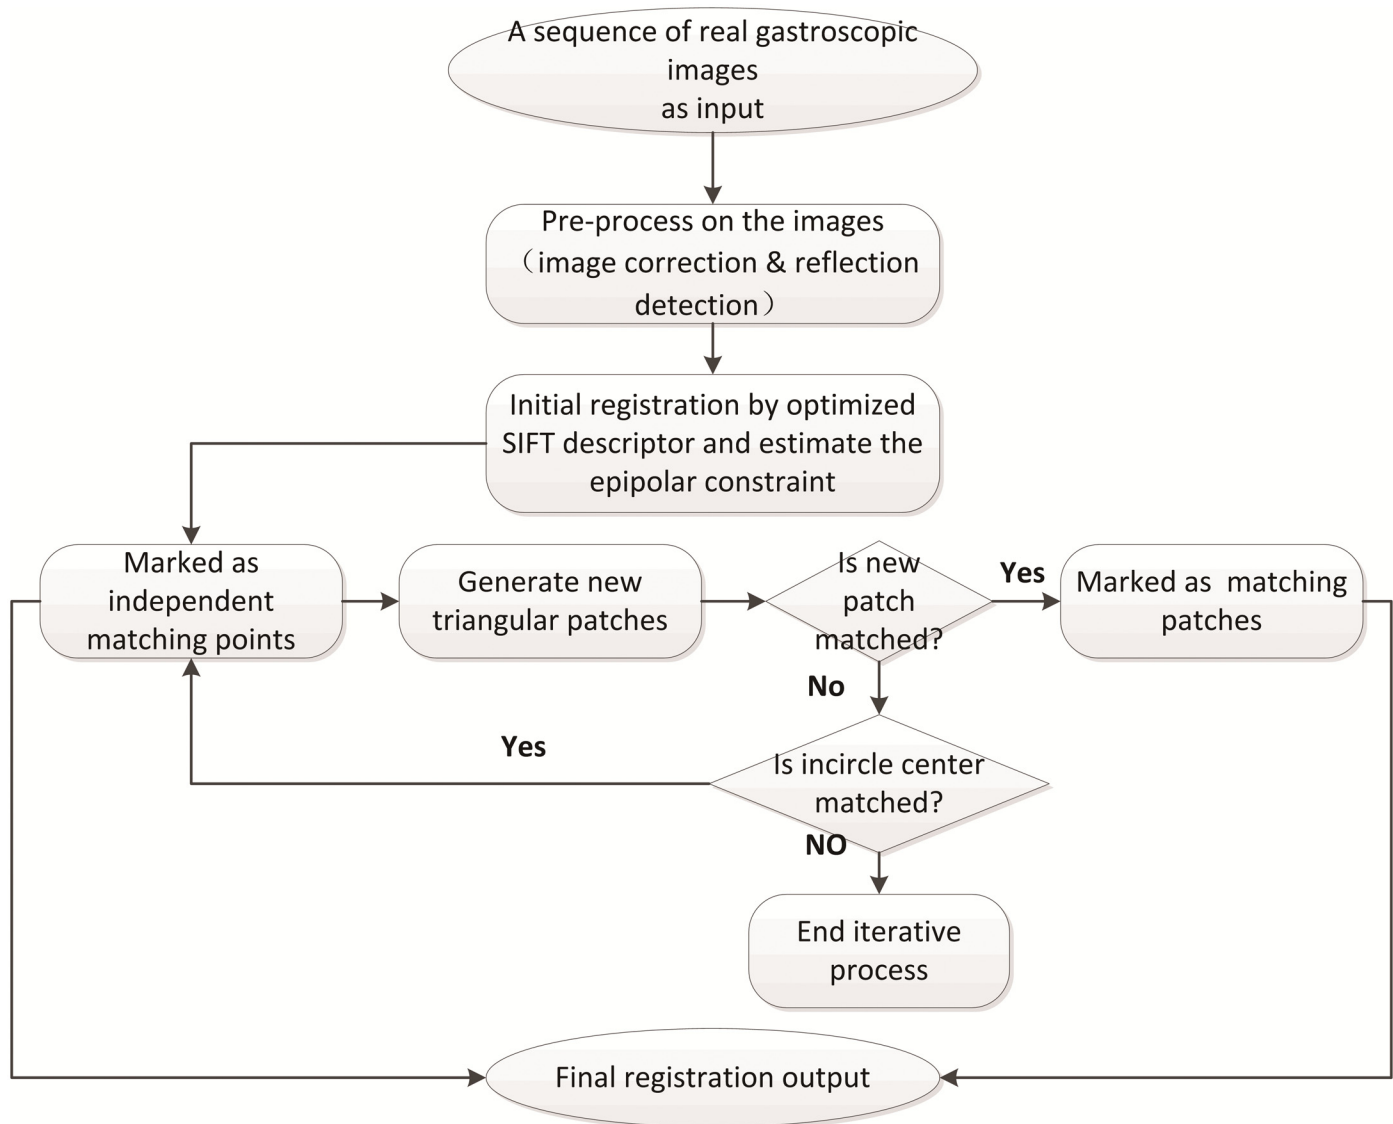 A sequence of real gastroscopic
images
as input
Pre-process on the images
（image correction & reflection
detection）
Initial registration by optimized
SIFT descriptor and estimate the
epipolar constraint
Marked as
independent
matching points
Generate new
triangular patches
Is new
patch
matched?
Yes
Marked as  matching
patches
No
Yes
Is incircle center
matched?
NO
End iterative
process
Final registration output